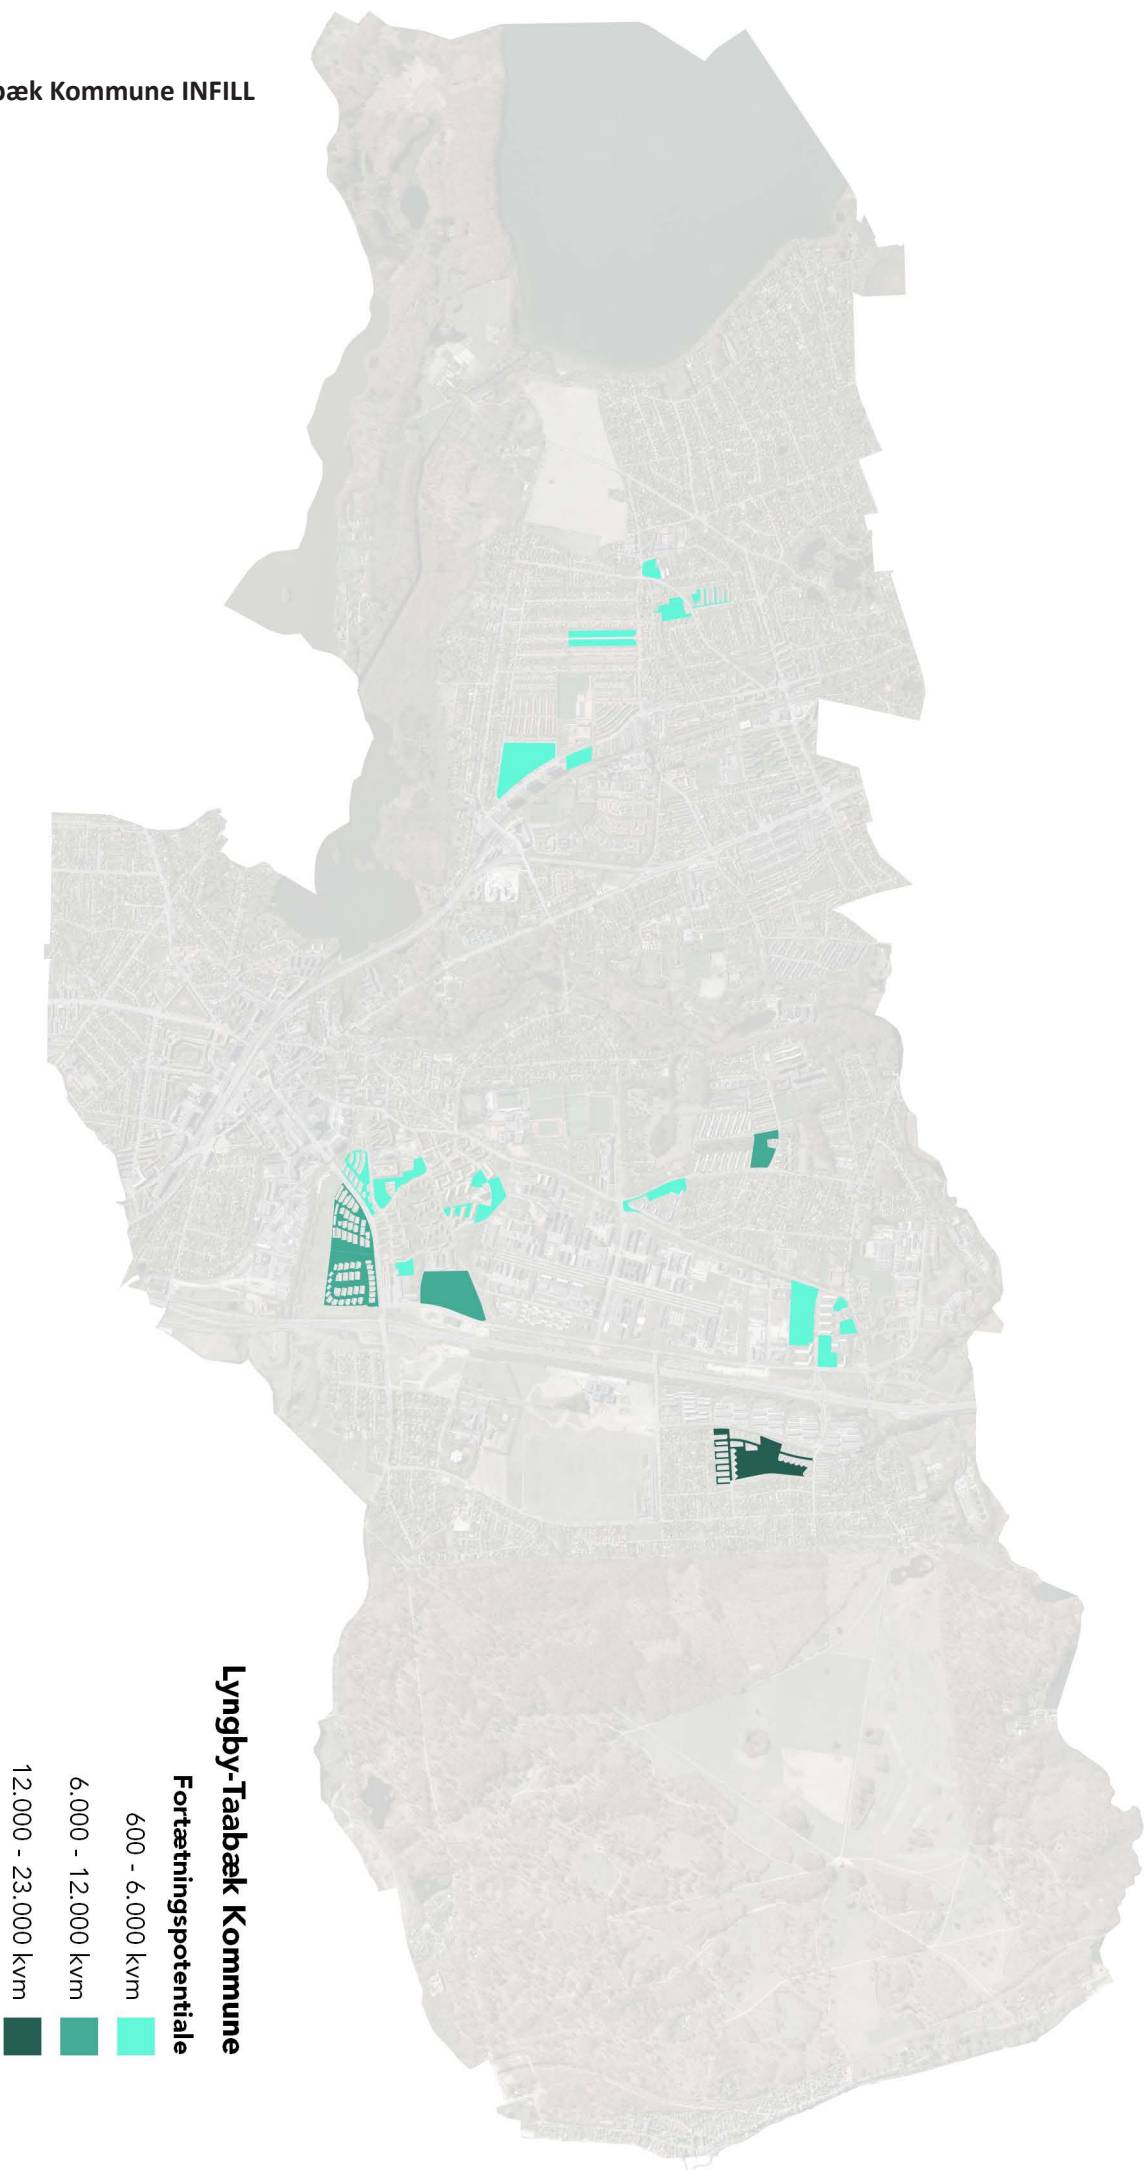 bæk Kommune INFILL
Lyngby-Taabæk Kommune
Fortætningspotentiale
600 - 6.000 kvm
6.000 - 12.000 kvm
12.000 - 23.000 kvm